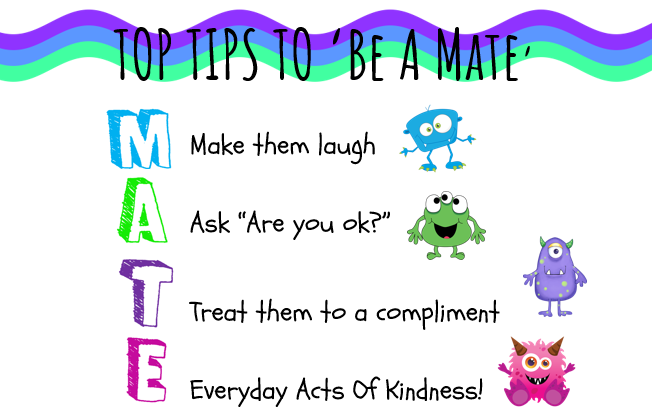 TOP TIPS TO ‘BE A MATE’
M Make them laugh
A Ask “Are you ok?”
T Treat them to a compliment
E Everyday Acts Of Kindness!